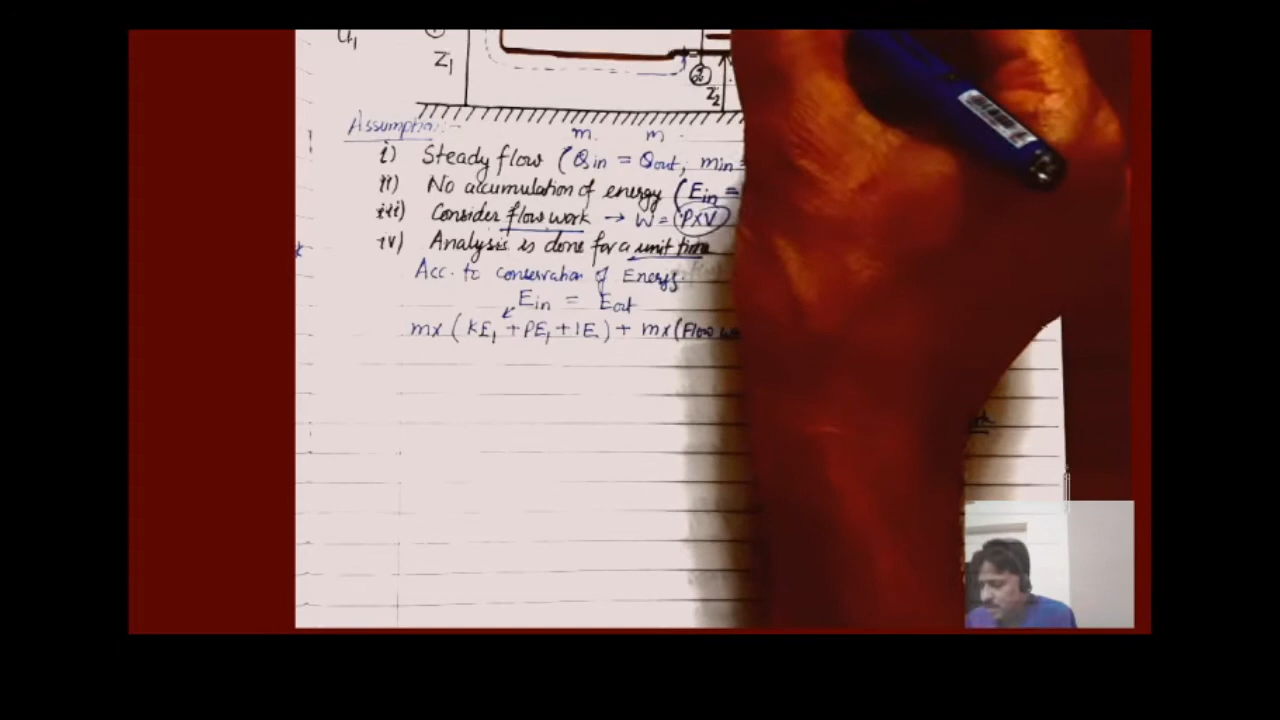 U₁
Z₁
2
Z₂
Assumption:-
m. m.
i) Steady flow (Qin = Qout, min =
ii) No accumulation of energy (Ein =
iii) Consider flow work → W = PXV
iv) Analysis is done for a unit time
Acc. to conservation of Energy.
Ein = Eout
mx (KE₁ + PE₁ + IE) + mx (Flow